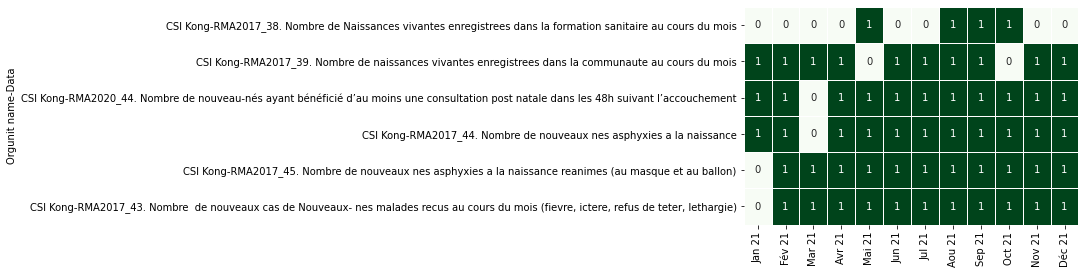 CSI Kong-RMA2017_38. Nombre de Naissances vivantes enregistrees dans la formation sanitaire au cours du mois 0 0 0 0 1 0 0 1 1 1 0 0
CSI Kong-RMA2017_39. Nombre de naissances vivantes enregistrees dans la communaute au cours du mois 1 1 1 1 0 1 1 1 1 0 1 1
CSI Kong-RMA2020_44. Nombre de nouveau-nés ayant bénéficié d’au moins une consultation post natale dans les 48h suivant l’accouchement 1 1 0 1 1 1 1 1 1 1 1 1
CSI Kong-RMA2017_44. Nombre de nouveaux nes asphyxies a la naissance 1 1 0 1 1 1 1 1 1 1 1 1
CSI Kong-RMA2017_45. Nombre de nouveaux nes asphyxies a la naissance reanimes (au masque et au ballon) 0 1 1 1 1 1 1 1 1 1 1 1
CSI Kong-RMA2017_43. Nombre  de nouveaux cas de Nouveaux- nes malades recus au cours du mois (fievre, ictere, refus de teter, lethargie) 0 1 1 1 1 1 1 1 1 1 1 1
Orgunit name-Data
Jan 21 Fév 21 Mar 21 Avr 21 Mai 21 Jun 21 Jul 21 Aou 21 Sep 21 Oct 21 Nov 21 Déc 21